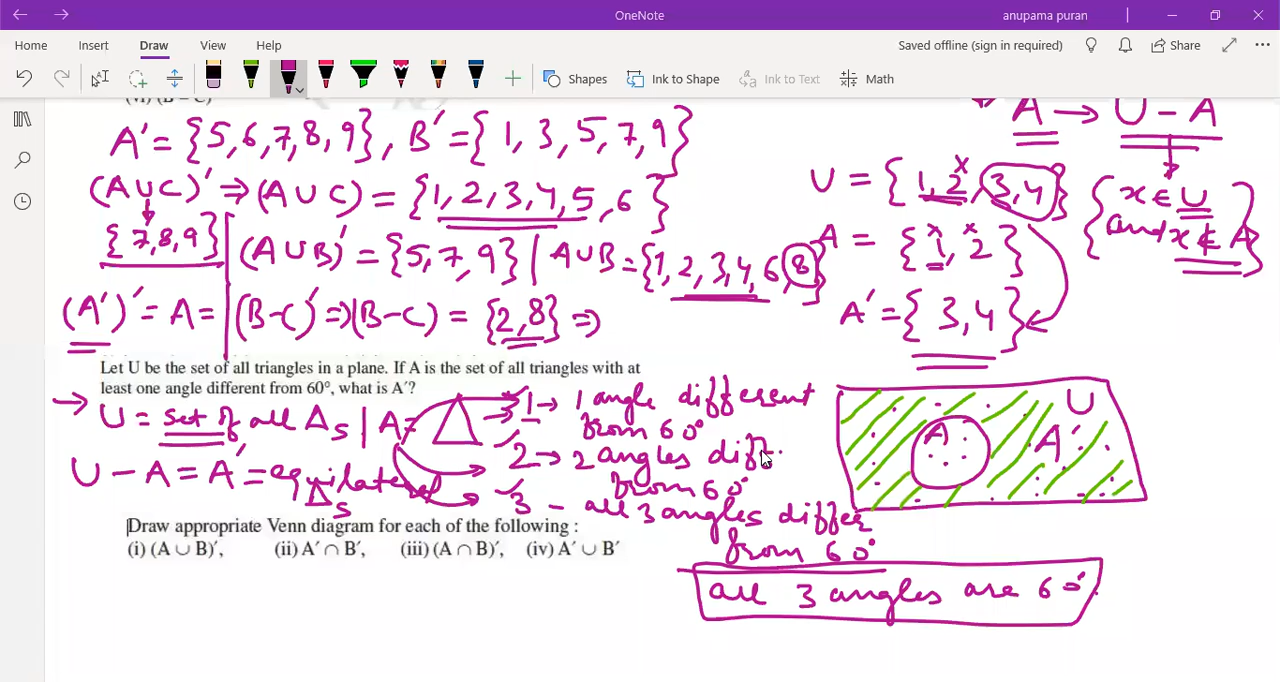 OneNote
anupama puran
Home Insert Draw View Help
Saved offline (sign in required)
Share
Shapes
Ink to Shape
Ink to Text
Math
(vi) (B – C)′
A → U – A
A′ = {5, 6, 7, 8, 9}, B′ = {1, 3, 5, 7, 9}
U = {1, 2, 3, 4}
{x ∈ U
and x ∉ A}
(A ∪ C)′ ⇒ (A ∪ C) = {1, 2, 3, 4, 5, 6}
{7, 8, 9}
(A ∪ B)′ = {5, 7, 9} | A ∪ B = {1, 2, 3, 4, 6, 8}
A = {1, 2}
(A′)′ = A =
(B – C)′ ⇒ (B – C) = {2, 8} ⇒
A′ = {3, 4}
Let U be the set of all triangles in a plane. If A is the set of all triangles with at
least one angle different from 60°, what is A′?
→ U = set of all Δs | A =
1 → 1 angle different
from 60°
2 → 2 angles diff.
from 60°
3 – all 3 angles differ
from 60°
U – A = A′ = equilateral
Δs
U
A
A′
all 3 angles are 60°.
Draw appropriate Venn diagram for each of the following :
(i) (A ∪ B)′, (ii) A′ ∩ B′, (iii) (A ∩ B)′, (iv) A′ ∪ B′